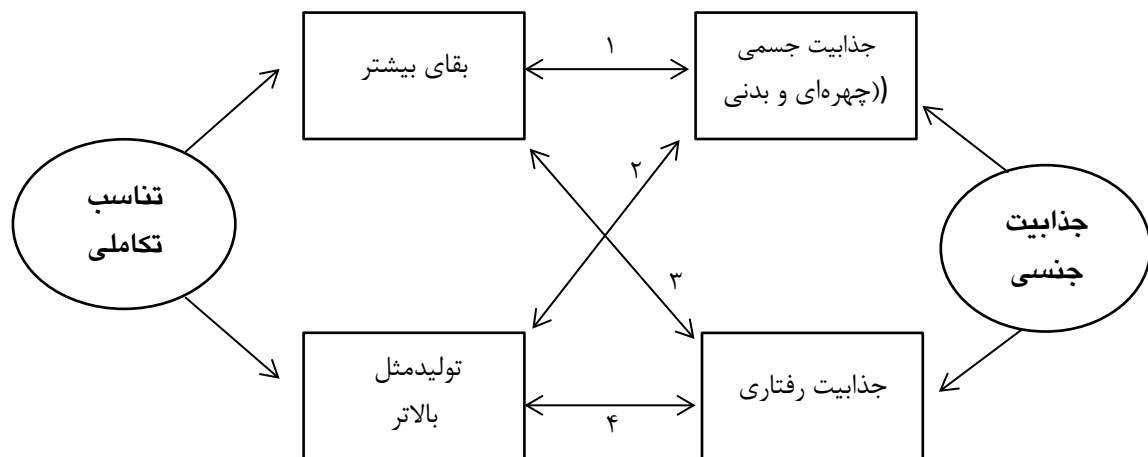 جذابیت جسمی
((چهره‌ای و بدنی
۱
بقای بیشتر
۲
تناسب
تکاملی
جذابیت
جنسی
۳
جذابیت رفتاری
۴
تولیدمثل
بالاتر